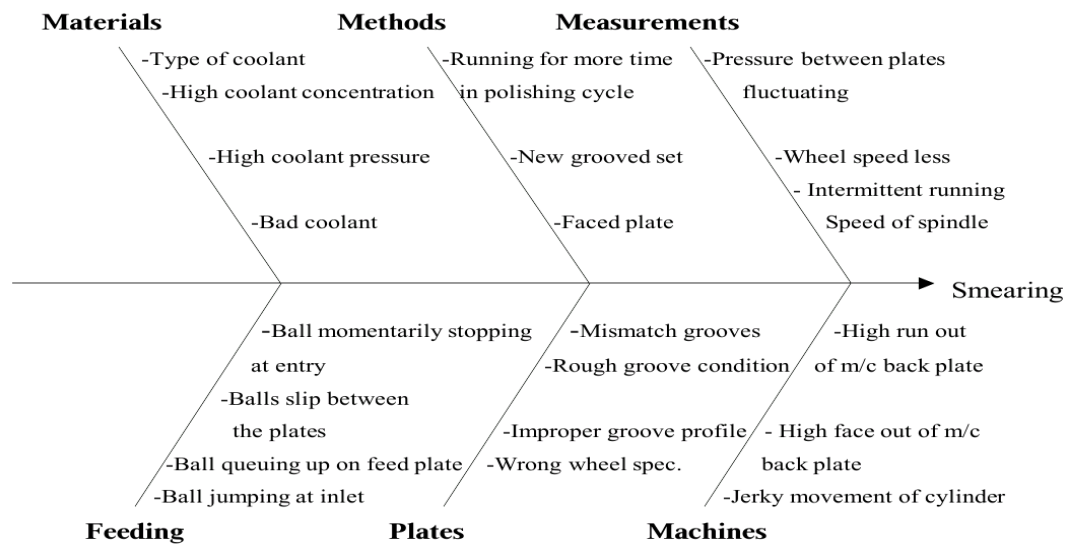 Materials
-Type of coolant
-High coolant concentration
-High coolant pressure
-Bad coolant
Methods
-Running for more time
in polishing cycle
-New grooved set
-Faced plate
Measurements
-Pressure between plates
fluctuating
-Wheel speed less
- Intermittent running
Speed of spindle
Smearing
-Ball momentarily stopping
at entry
-Balls slip between
the plates
-Ball queuing up on feed plate
-Ball jumping at inlet
Feeding
-Mismatch grooves
-Rough groove condition
-Improper groove profile
-Wrong wheel spec.
Plates
-High run out
of m/c back plate
- High face out of m/c
back plate
-Jerky movement of cylinder
Machines